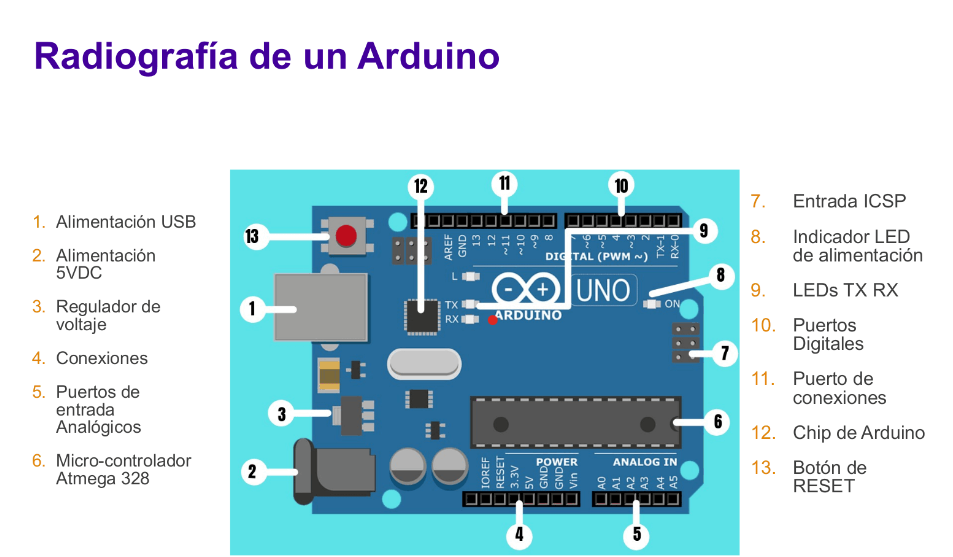 Radiografía de un Arduino
1. Alimentación USB
2. Alimentación
5VDC
3. Regulador de
voltaje
4. Conexiones
5. Puertos de
entrada
Analógicos
6. Micro-controlador
Atmega 328
12
11
10
13
9
8
1
7
3
6
2
4
5
AREF
GND
13
12
~11
~10
~9
8
7
~6
~5
4
~3
2
TX-1
RX-0
DIGITAL (PWM ~)
L
TX
RX
UNO
ON
ARDUINO
POWER
ANALOG IN
IOREF
RESET
3.3V
5V
GND
GND
Vin
A0
A1
A2
A3
A4
A5
7. Entrada ICSP
8. Indicador LED
de alimentación
9. LEDs TX RX
10. Puertos
Digitales
11. Puerto de
conexiones
12. Chip de Arduino
13. Botón de
RESET